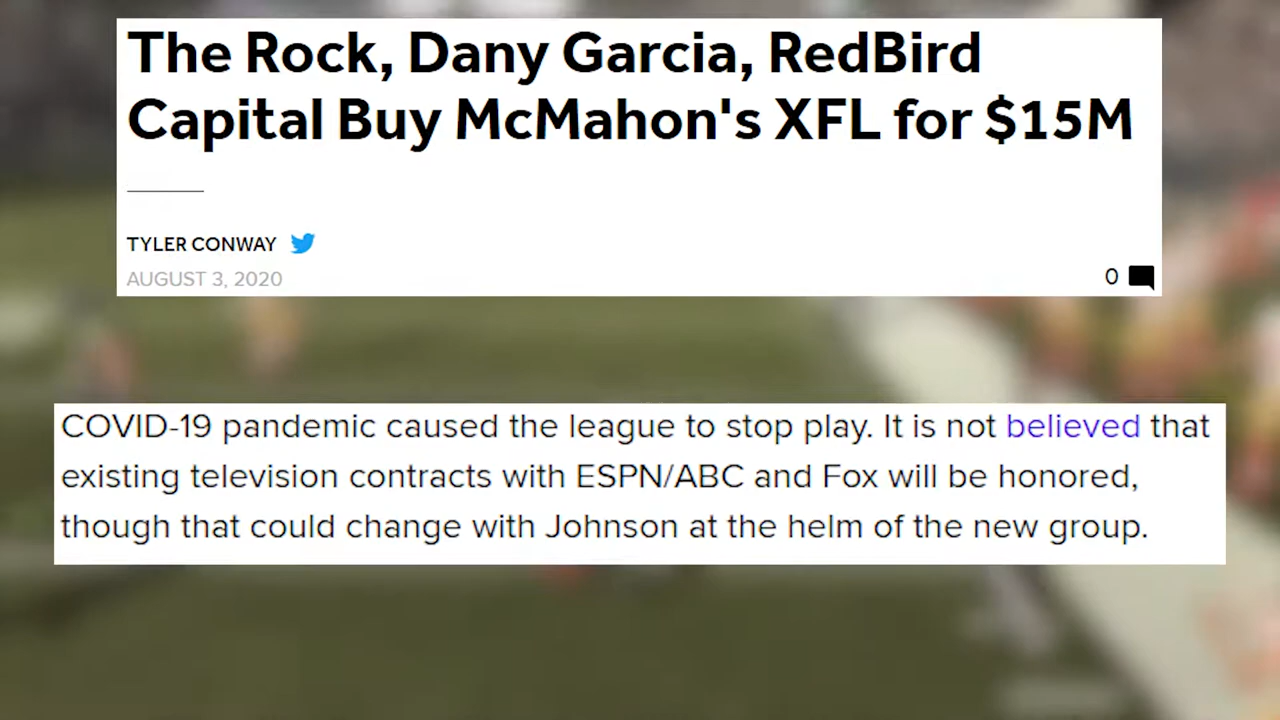 The Rock, Dany Garcia, RedBird
Capital Buy McMahon's XFL for $15M
TYLER CONWAY
AUGUST 3, 2020
0
COVID-19 pandemic caused the league to stop play. It is not believed that
existing television contracts with ESPN/ABC and Fox will be honored,
though that could change with Johnson at the helm of the new group.